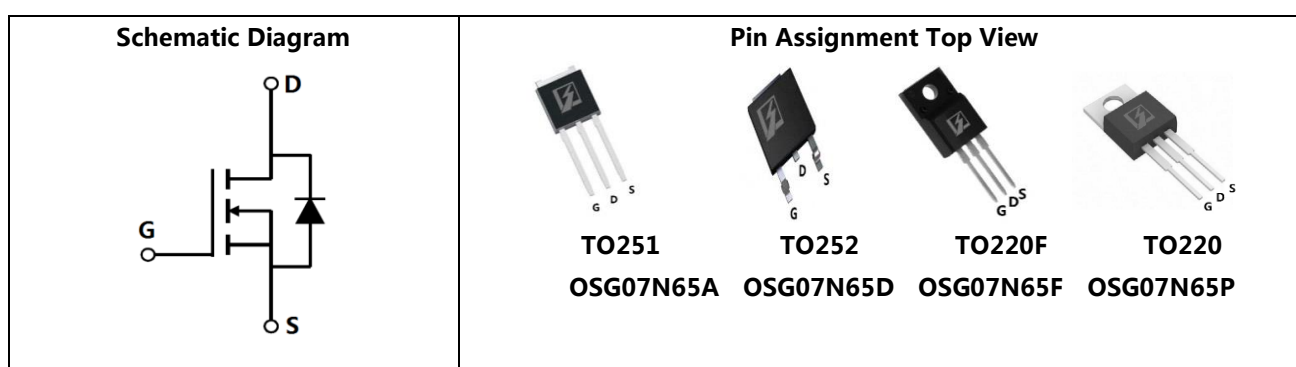 Schematic Diagram
D
G
S
Pin Assignment Top View
G D S
G D S
G D S
G D S
TO251 TO252 TO220F TO220
OSG07N65A OSG07N65D OSG07N65F OSG07N65P